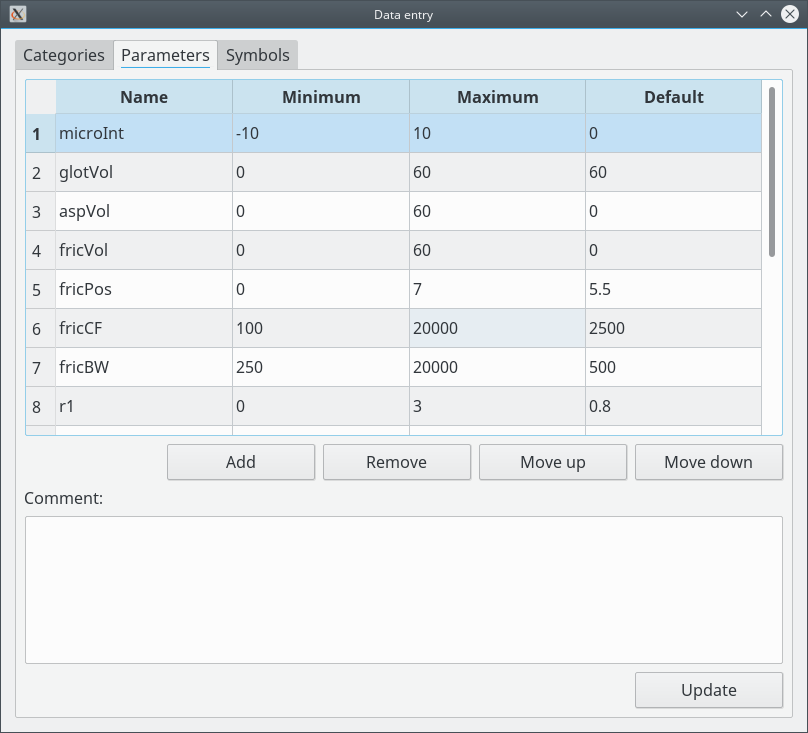 Data entry
Categories Parameters Symbols
Name Minimum Maximum Default
1 microInt -10 10 0
2 glotVol 0 60 60
3 aspVol 0 60 0
4 fricVol 0 60 0
5 fricPos 0 7 5.5
6 fricCF 100 20000 2500
7 fricBW 250 20000 500
8 r1 0 3 0.8
Add Remove Move up Move down
Comment:
Update